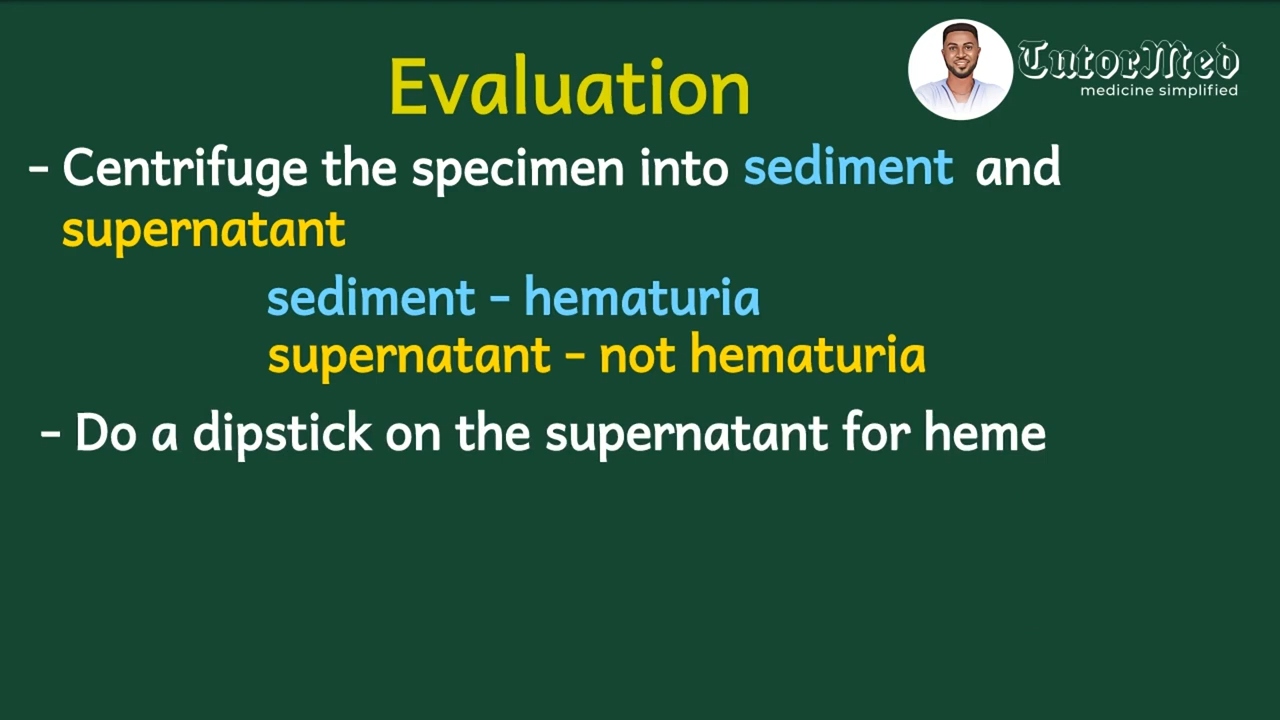 TutorMed
medicine simplified
Evaluation
- Centrifuge the specimen into sediment and
supernatant
sediment - hematuria
supernatant - not hematuria
- Do a dipstick on the supernatant for heme